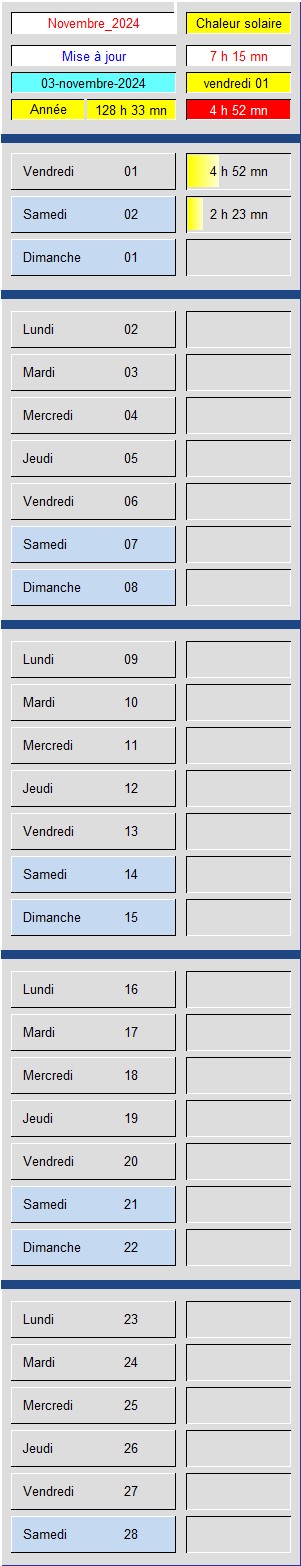 Novembre_2024 Chaleur solaire
Mise à jour 7 h 15 mn
03-novembre-2024 vendredi 01
Année 128 h 33 mn 4 h 52 mn
Vendredi 01 4 h 52 mn
Samedi 02 2 h 23 mn
Dimanche 01
Lundi 02
Mardi 03
Mercredi 04
Jeudi 05
Vendredi 06
Samedi 07
Dimanche 08
Lundi 09
Mardi 10
Mercredi 11
Jeudi 12
Vendredi 13
Samedi 14
Dimanche 15
Lundi 16
Mardi 17
Mercredi 18
Jeudi 19
Vendredi 20
Samedi 21
Dimanche 22
Lundi 23
Mardi 24
Mercredi 25
Jeudi 26
Vendredi 27
Samedi 28